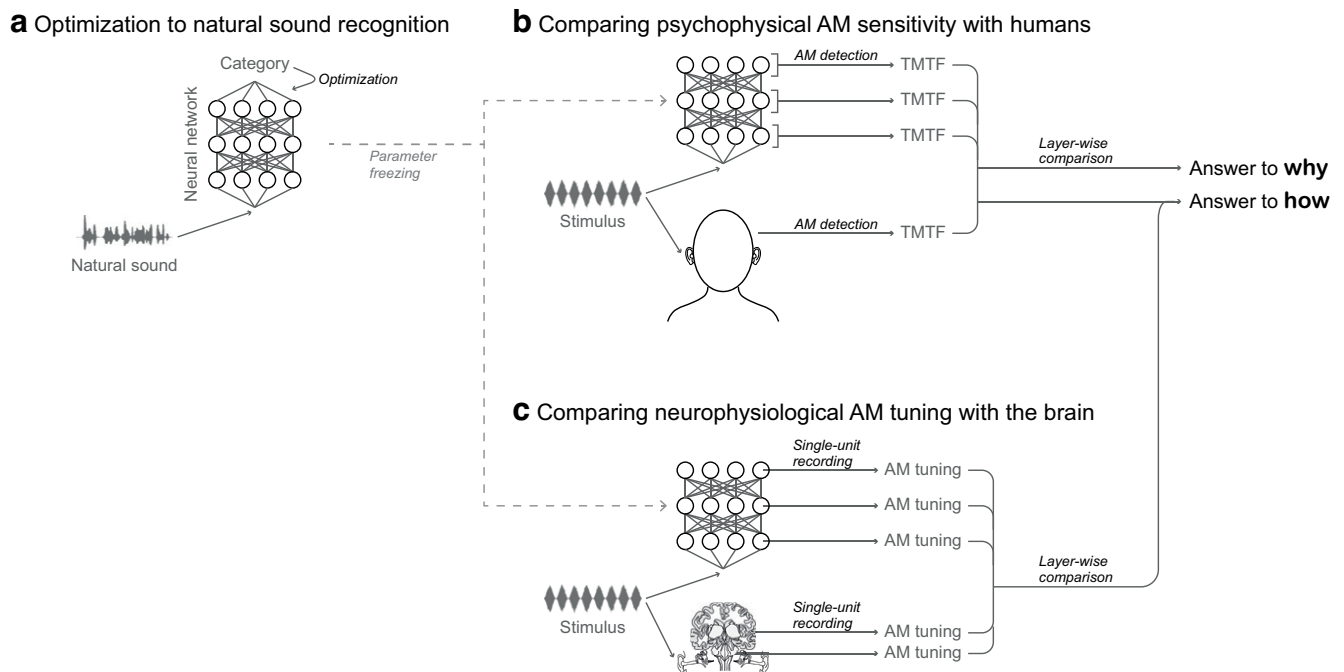 a Optimization to natural sound recognition
Category
Optimization
Neural network
Parameter
freezing
Natural sound
b Comparing psychophysical AM sensitivity with humans
AM detection
TMTF
TMTF
TMTF
Layer-wise
comparison
Answer to why
Answer to how
Stimulus
AM detection
TMTF
c Comparing neurophysiological AM tuning with the brain
Single-unit
recording
AM tuning
AM tuning
AM tuning
Layer-wise
comparison
Stimulus
Single-unit
recording
AM tuning
AM tuning